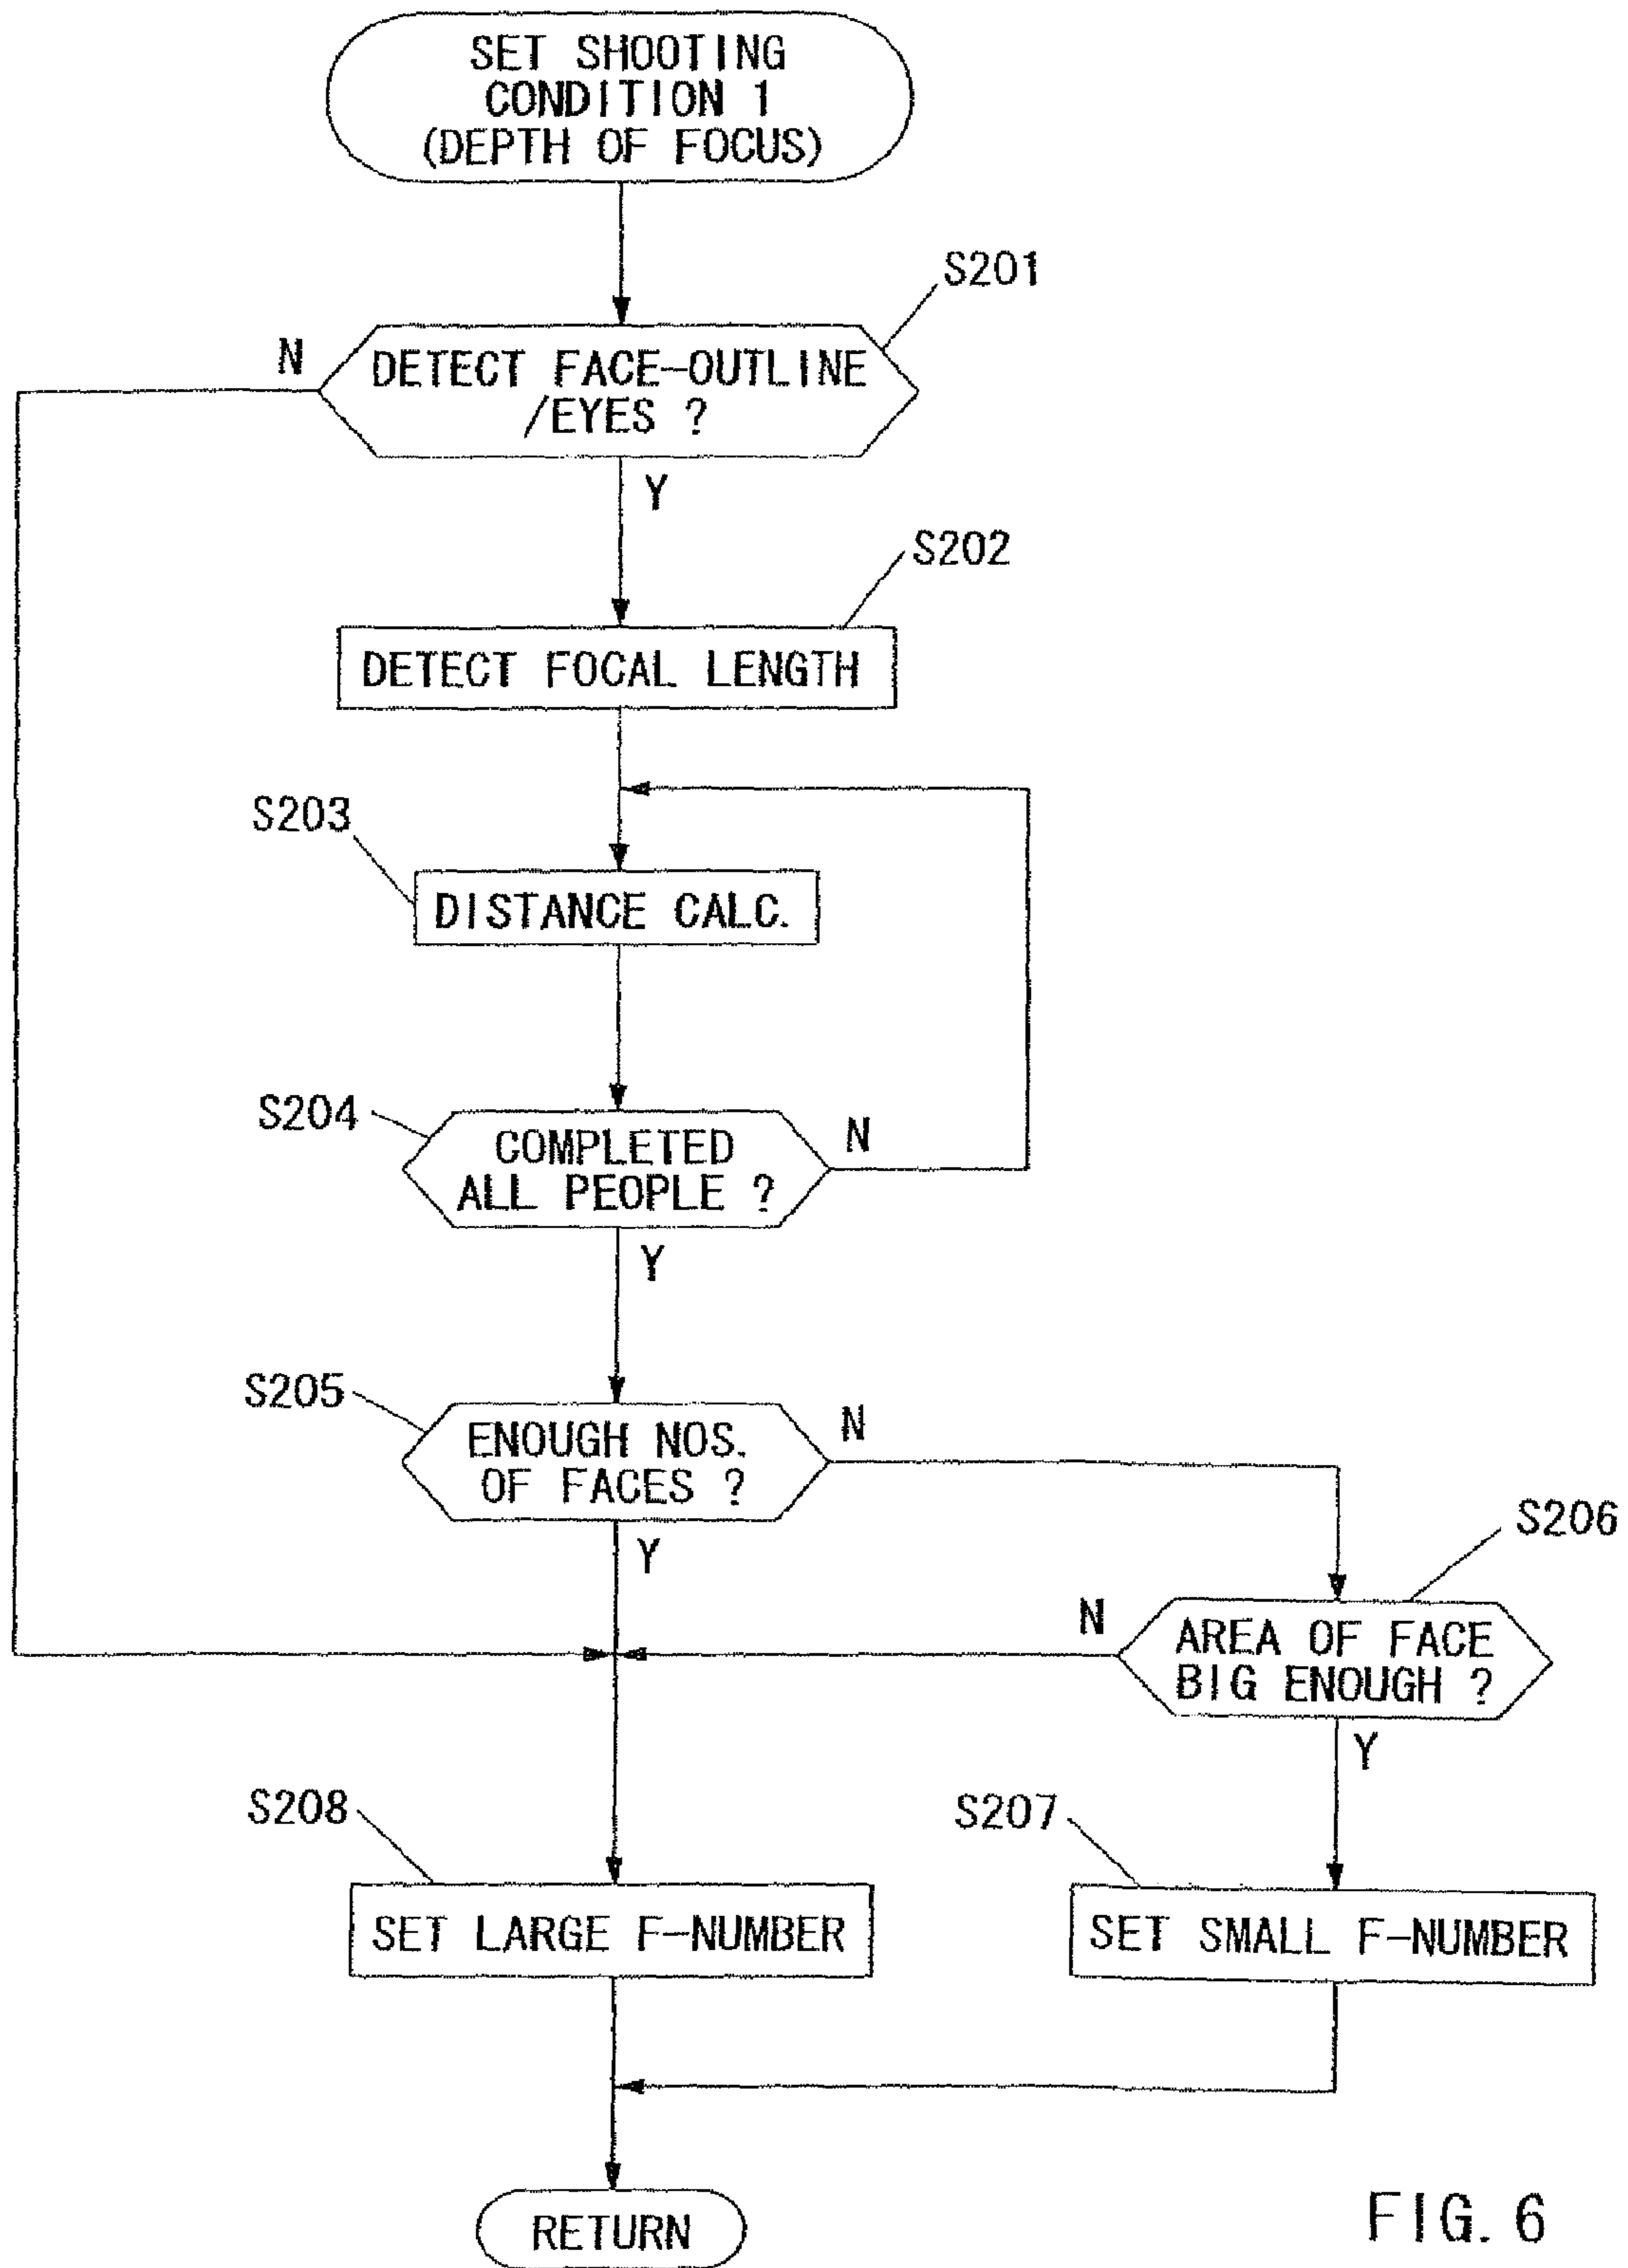 SET SHOOTING
CONDITION 1
(DEPTH OF FOCUS)
S201
N
DETECT FACE-OUTLINE
/EYES ?
Y
S202
DETECT FOCAL LENGTH
S203
DISTANCE CALC.
S204
COMPLETED
ALL PEOPLE ?
N
Y
S205
ENOUGH NOS.
OF FACES ?
N
Y
S206
N
AREA OF FACE
BIG ENOUGH ?
Y
S208
SET LARGE F-NUMBER
S207
SET SMALL F-NUMBER
RETURN
FIG. 6